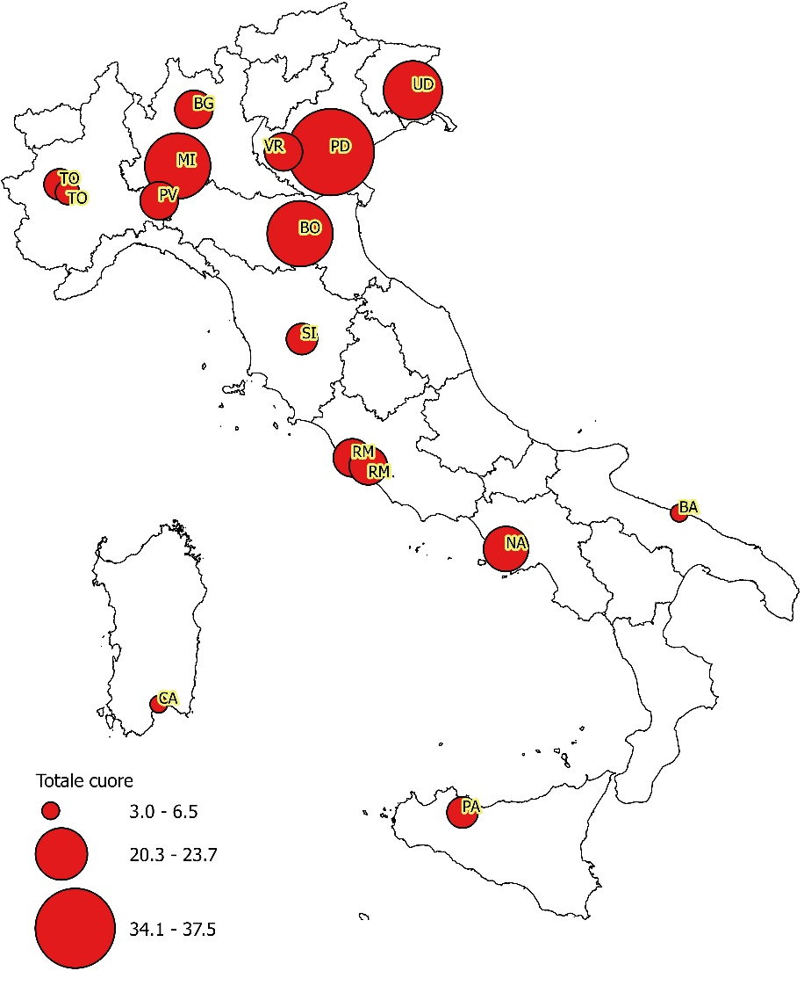 UD
BG
VR
PD
MI
TO
TO
PV
BO
SI
RM
RM
BA
NA
CA
Totale cuore
3.0 - 6.5
PA
20.3 - 23.7
34.1 - 37.5